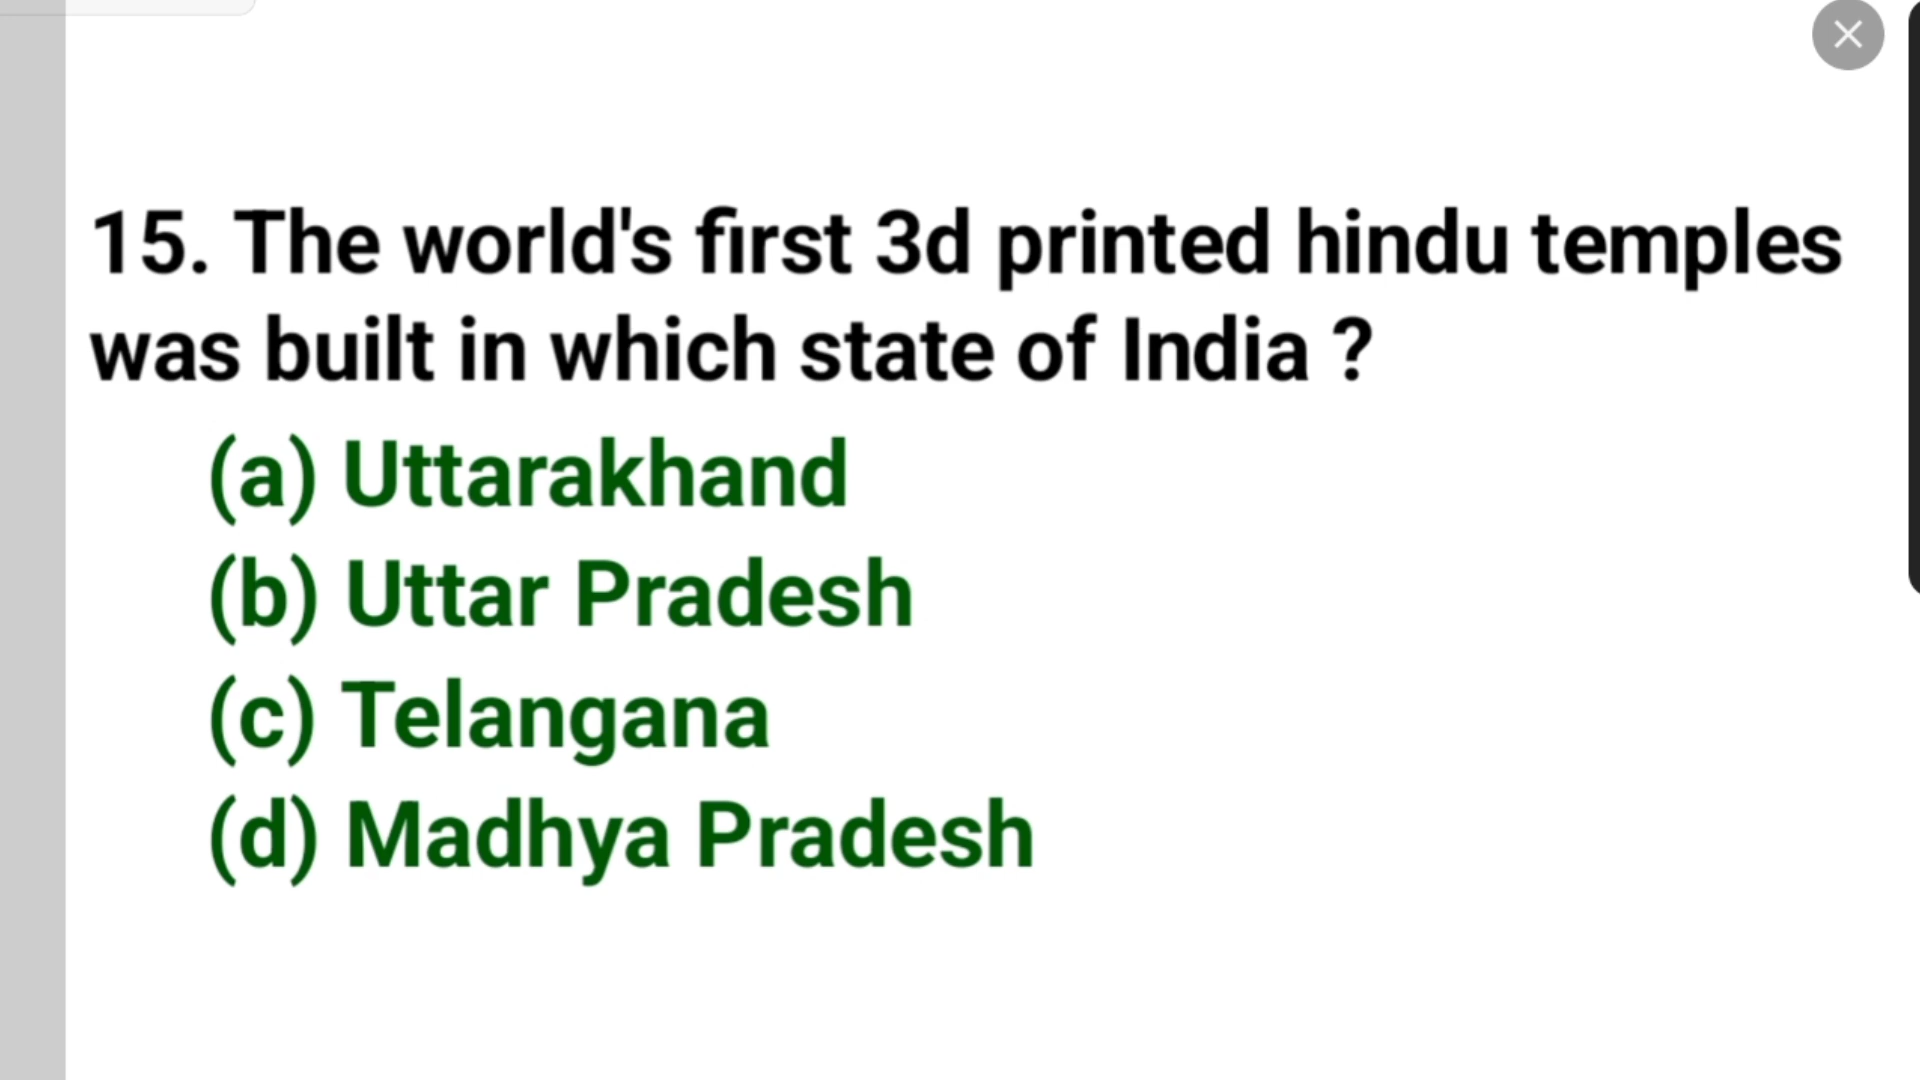 15. The world's first 3d printed hindu temples
was built in which state of India ?
(a) Uttarakhand
(b) Uttar Pradesh
(c) Telangana
(d) Madhya Pradesh